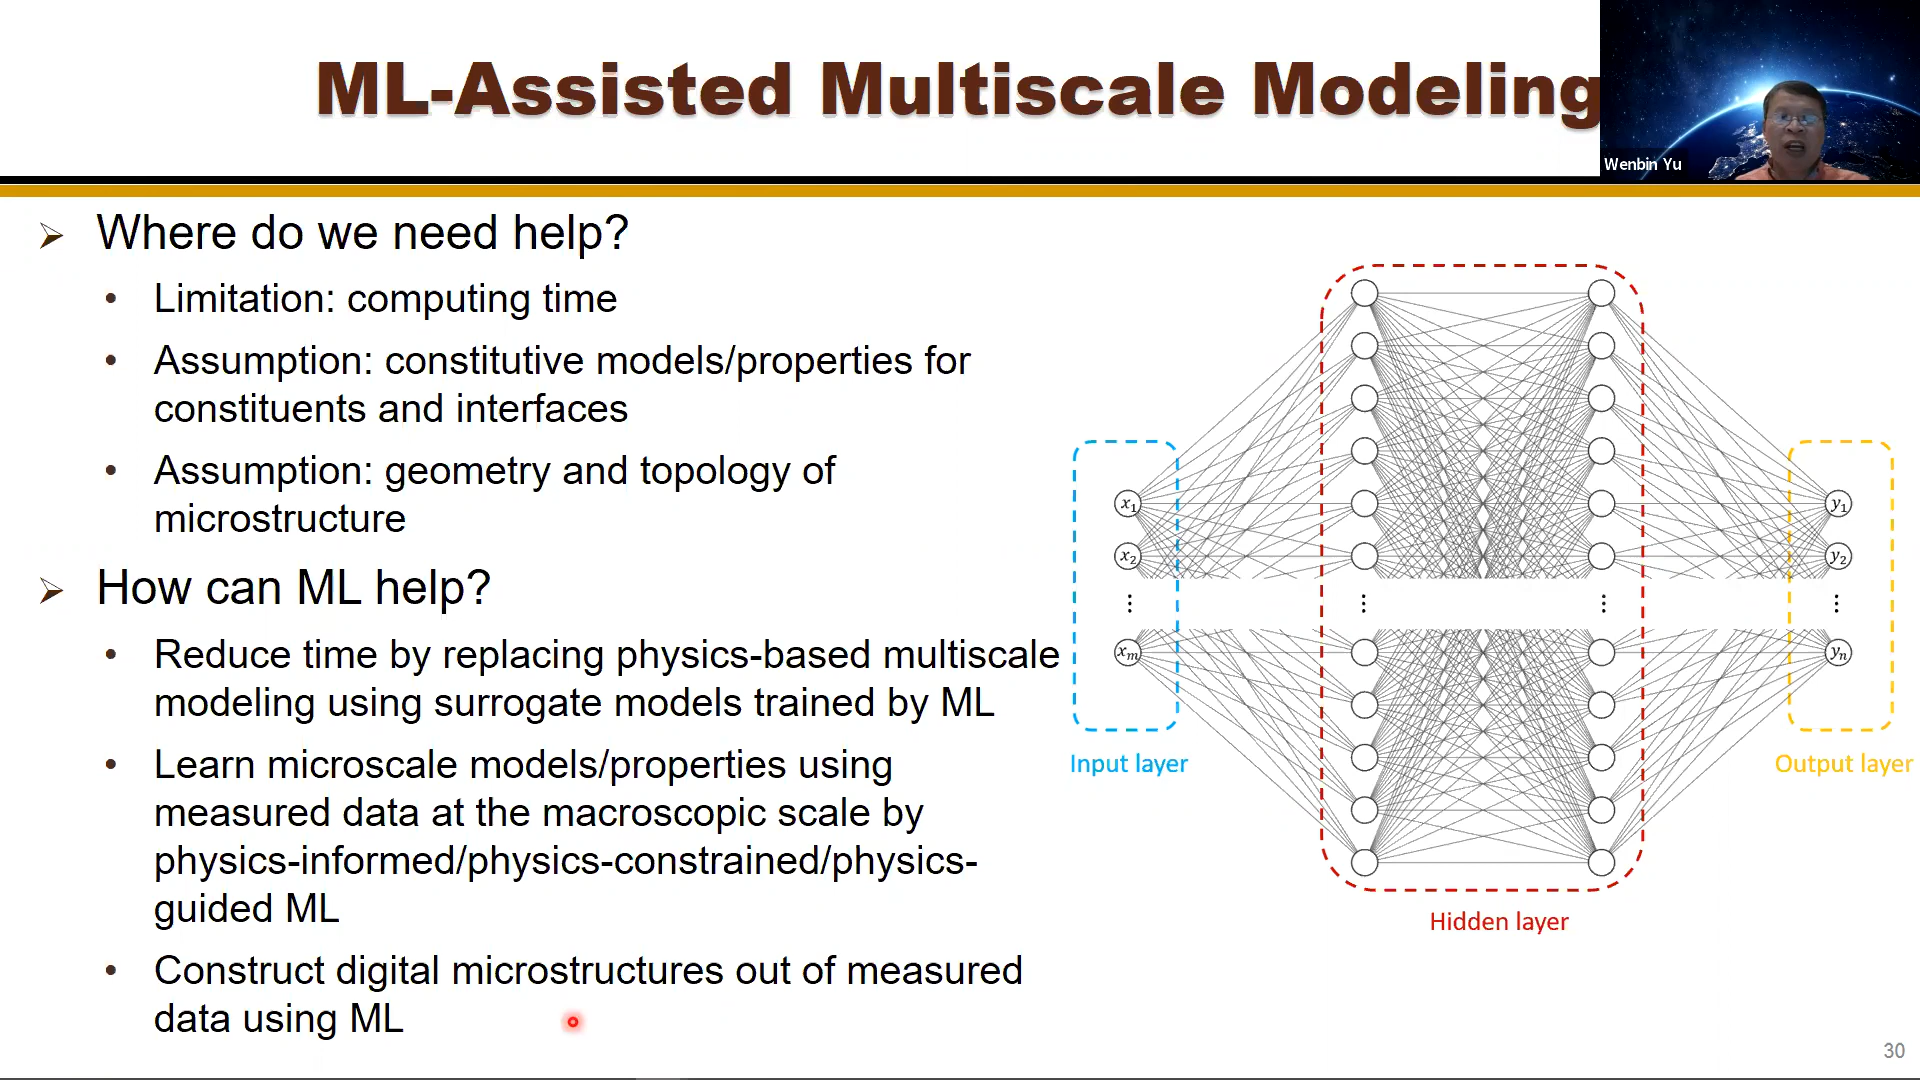 ML-Assisted Multiscale Modeling
Wenbin Yu
➢ Where do we need help?
• Limitation: computing time
• Assumption: constitutive models/properties for
constituents and interfaces
• Assumption: geometry and topology of
microstructure
➢ How can ML help?
• Reduce time by replacing physics-based multiscale
modeling using surrogate models trained by ML
• Learn microscale models/properties using
measured data at the macroscopic scale by
physics-informed/physics-constrained/physics-
guided ML
• Construct digital microstructures out of measured
data using ML
x₁
x₂
⋮
xₘ
Input layer
⋮
⋮
Hidden layer
y₁
y₂
⋮
yₙ
Output layer
30